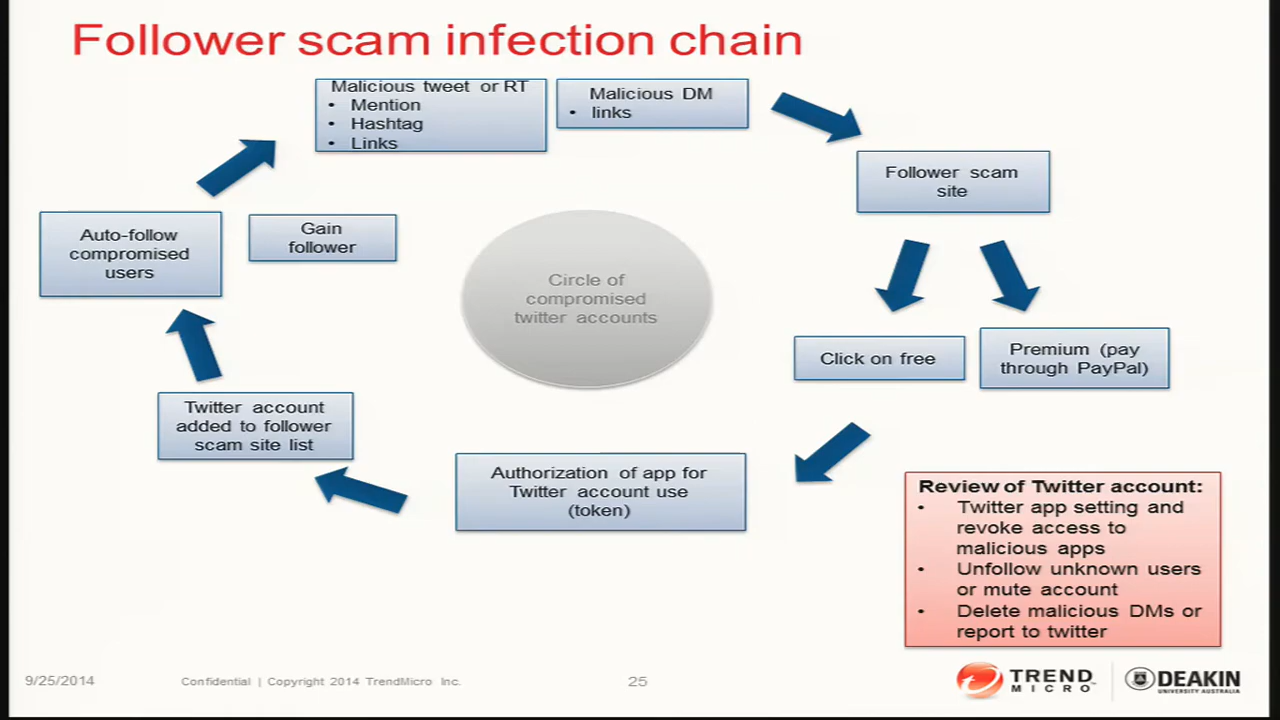 Follower scam infection chain
Malicious tweet or RT
• Mention
• Hashtag
• Links
Malicious DM
• links
Follower scam
site
Auto-follow
compromised
users
Gain
follower
Circle of
compromised
twitter accounts
Click on free
Premium (pay
through PayPal)
Twitter account
added to follower
scam site list
Authorization of app for
Twitter account use
(token)
Review of Twitter account:
• Twitter app setting and
revoke access to
malicious apps
• Unfollow unknown users
or mute account
• Delete malicious DMs or
report to twitter
9/25/2014
Confidential | Copyright 2014 TrendMicro Inc.
25
TREND
MICRO
DEAKIN
UNIVERSITY AUSTRALIA